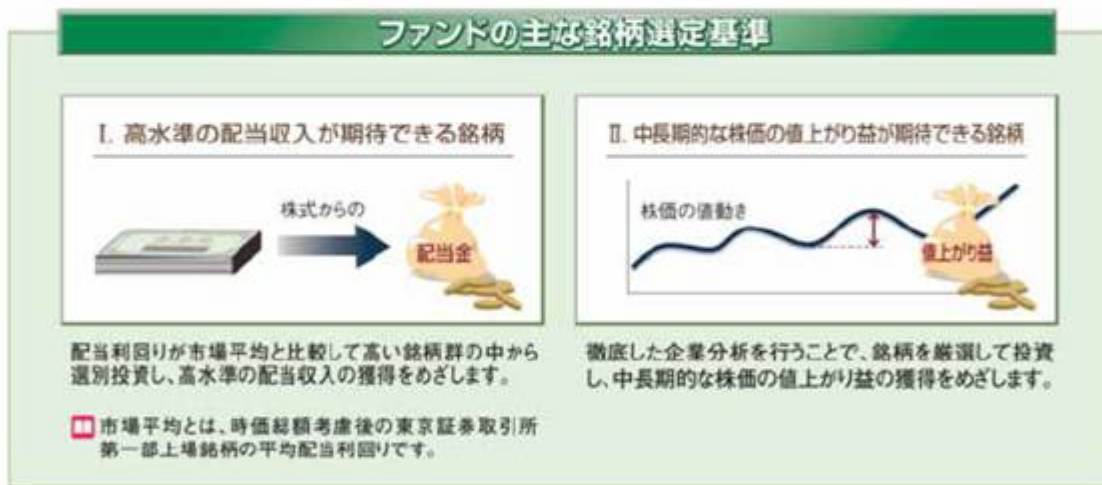 ファンドの主な銘柄選定基準
I. 高水準の配当収入が期待できる銘柄
株式からの
配当金
配当利回りが市場平均と比較して高い銘柄群の中から
選別投資し、高水準の配当収入の獲得をめざします。
市場平均とは、時価総額考慮後の東京証券取引所
第一部上場銘柄の平均配当利回りです。
II. 中長期的な株価の値上がり益が期待できる銘柄
株価の値動き
値上がり益
徹底した企業分析を行うことで、銘柄を厳選して投資
し、中長期的な株価の値上がり益の獲得をめざします。